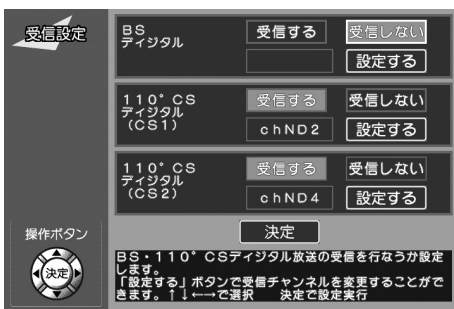 受信設定
BS
ディジタル
受信する
受信しない
設定する
110°CS
ディジタル
(CS1)
受信する
受信しない
chND2
設定する
110°CS
ディジタル
(CS2)
受信する
受信しない
chND4
設定する
操作ボタン
決定
決定
BS・110°CSディジタル放送の受信を行なうか設定
します。
「設定する」ボタンで受信チャンネルを変更することがで
きます。↑↓←→で選択　決定で設定実行